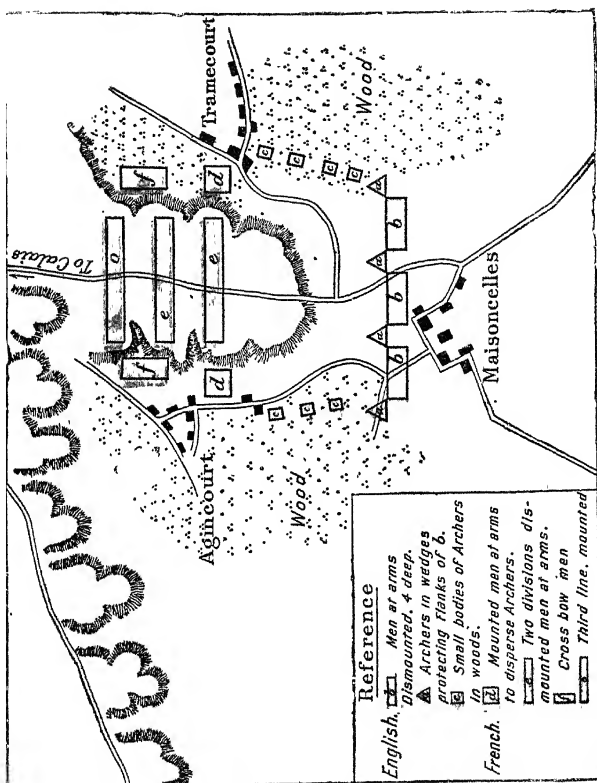 To Calais
Tramecourt
Wood
f
o
f
e
d
e
d
c
c
c
c
a
a
a
a
b
b
b
Agincourt
Wood
c
c
c
Maisoncelles
Reference
English. b Men at arms
Dismounted, 4 deep.
a Archers in wedges
protecting flanks of b.
c Small bodies of Archers
in woods.
French. d Mounted men at arms
to disperse Archers.
Two divisions dis-
mounted men at arms.
f Cross bow men
Third line, mounted